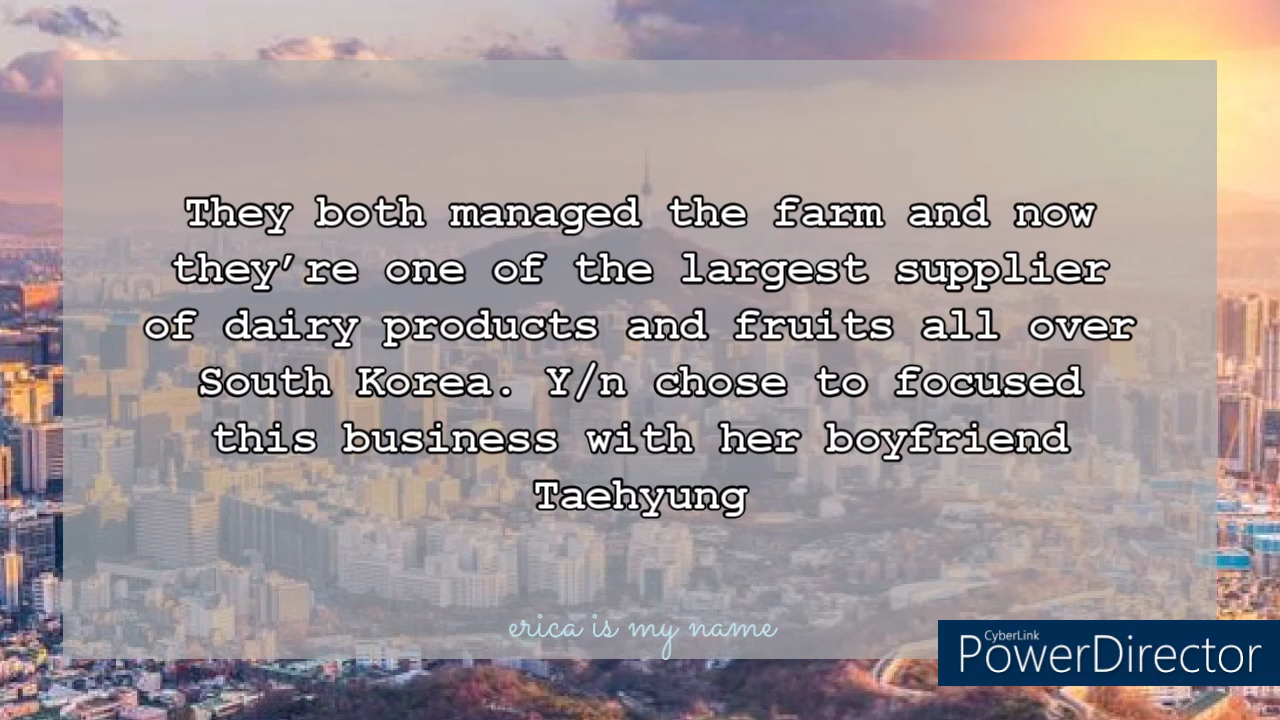 They both managed the farm and now
they're one of the largest supplier
of dairy products and fruits all over
South Korea. Y/n chose to focused
this business with her boyfriend
Taehyung
erica is my name
CyberLink
PowerDirector